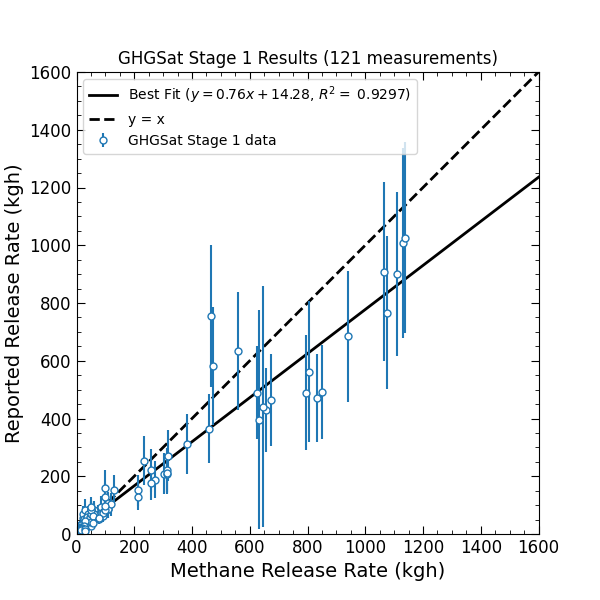 GHGSat Stage 1 Results (121 measurements)
Best Fit (y = 0.76x + 14.28, R² = 0.9297)
y = x
GHGSat Stage 1 data
Reported Release Rate (kgh)
1600
1400
1200
1000
800
600
400
200
0
0 200 400 600 800 1000 1200 1400 1600
Methane Release Rate (kgh)